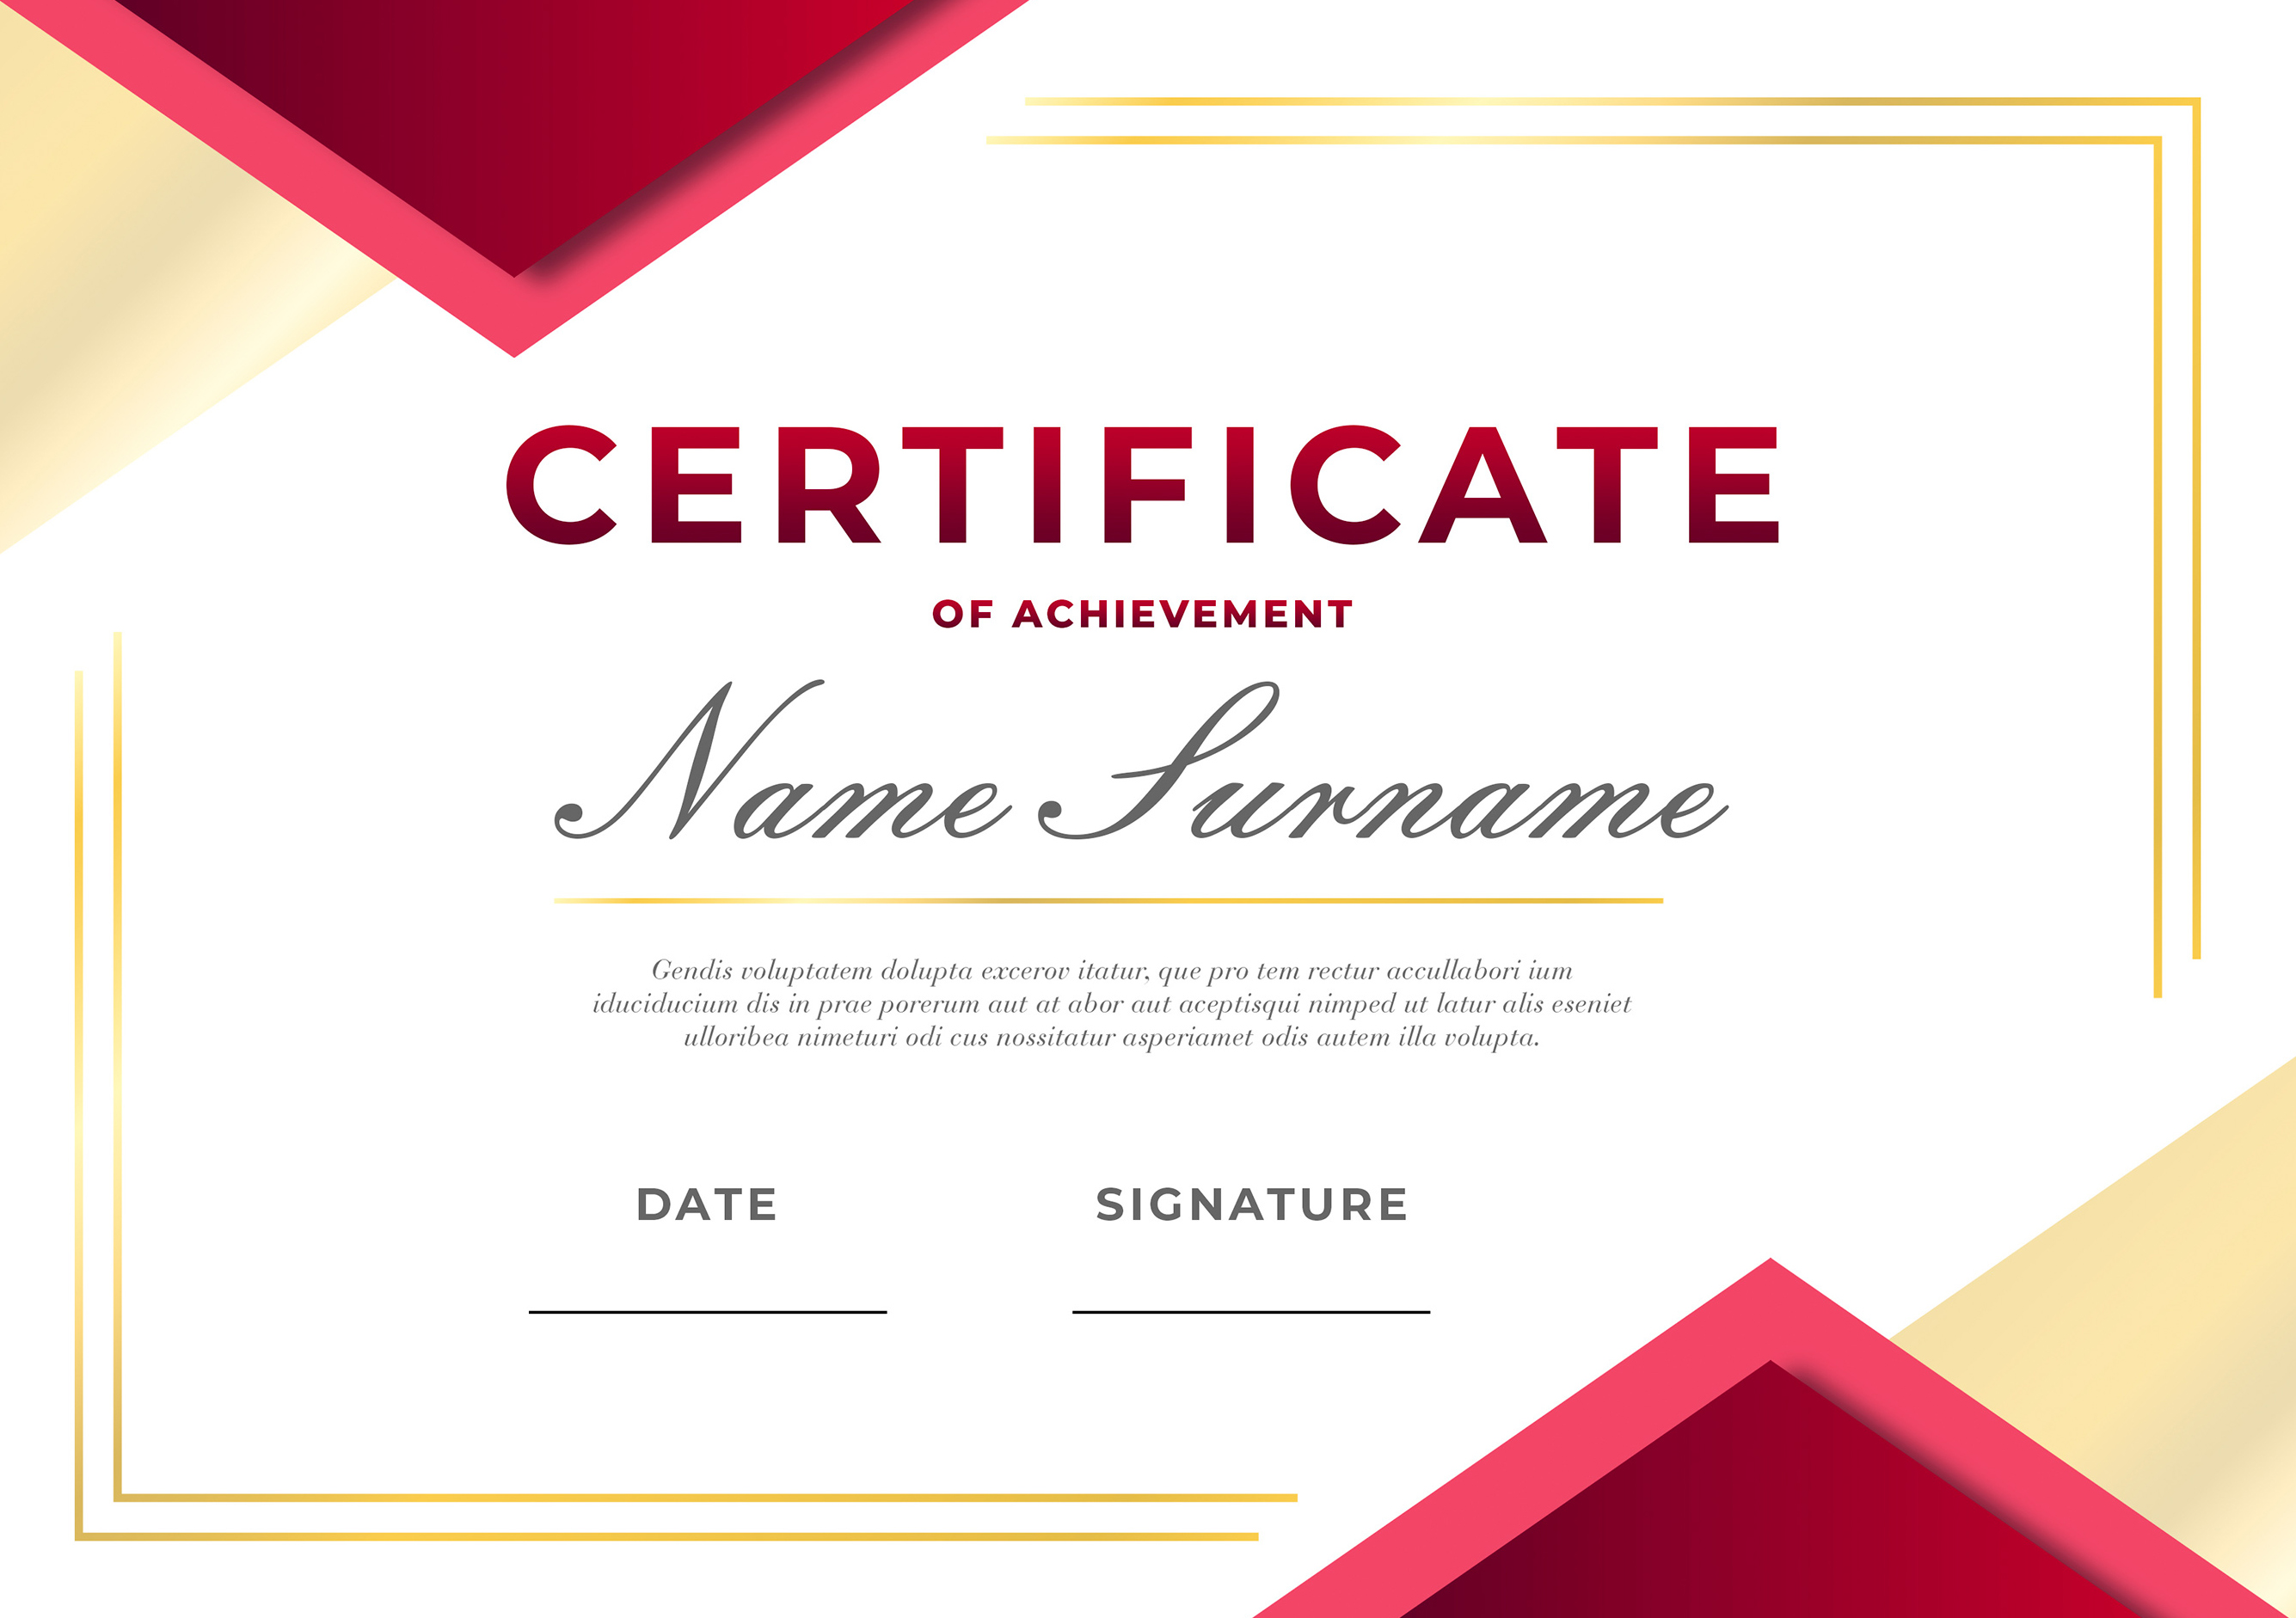 CERTIFICATE
OF ACHIEVEMENT
Name Surname
Gendis voluptatem dolupta excerov itatur, que pro tem rectur accullabori ium
iduciducium dis in prae porerum aut at abor aut aceptisqui nimped ut latur alis eseniet
ulloribea nimeturi odi cus nossitatur asperiamet odis autem illa volupta.
DATE SIGNATURE